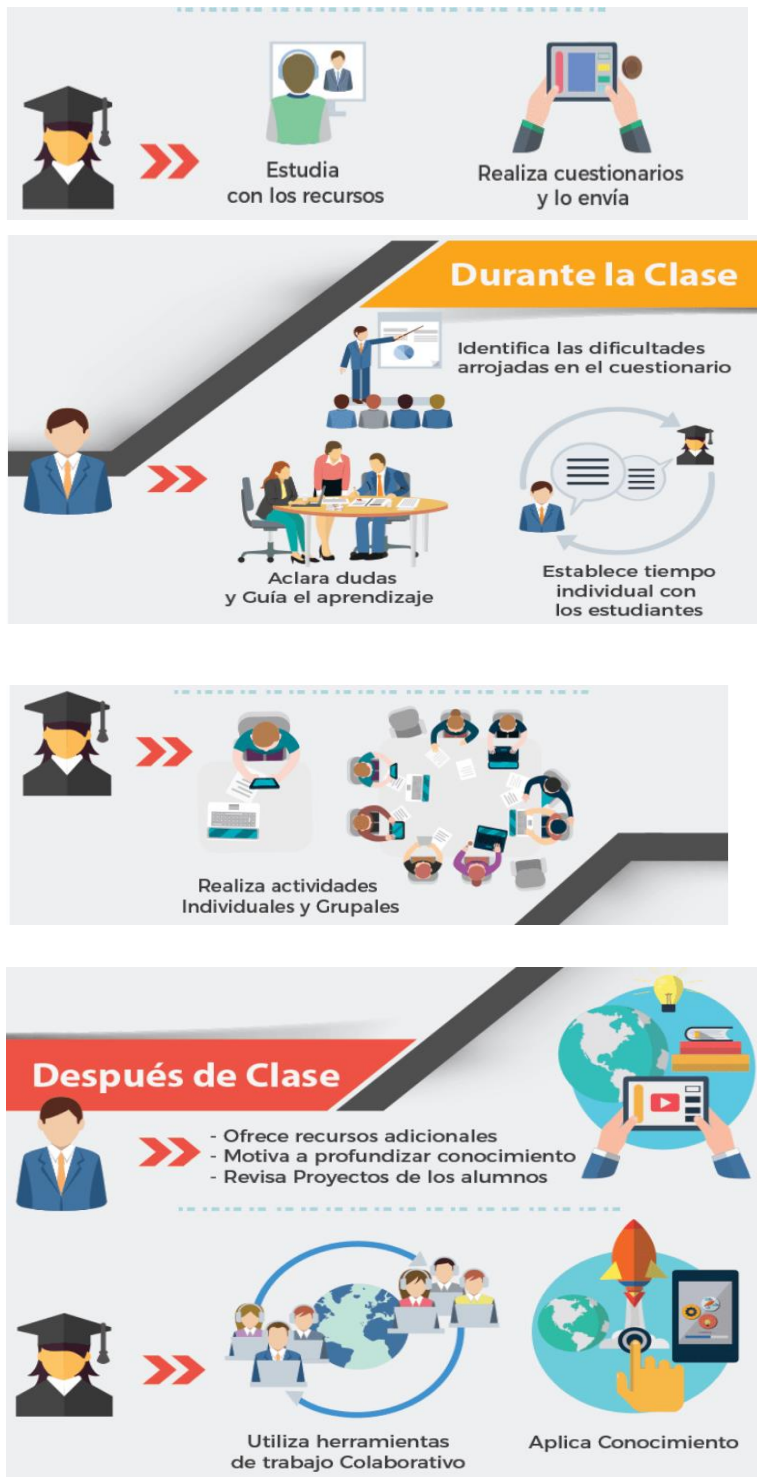 Estudia
con los recursos
Realiza cuestionarios
y lo envía
Durante la Clase
Identifica las dificultades
arrojadas en el cuestionario
Aclara dudas
y Guía el aprendizaje
Establece tiempo
individual con
los estudiantes
Realiza actividades
Individuales y Grupales
Después de Clase
- Ofrece recursos adicionales
- Motiva a profundizar conocimiento
- Revisa Proyectos de los alumnos
Utiliza herramientas
de trabajo Colaborativo
Aplica Conocimiento